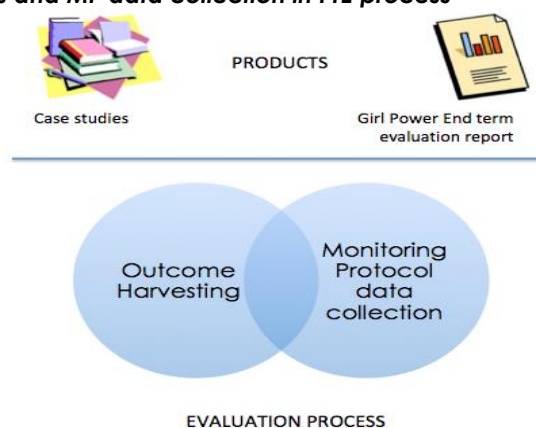 and MP data collection in ETE process
PRODUCTS
Case studies
Girl Power End term
evaluation report
Outcome
Harvesting
Monitoring
Protocol
data
collection
EVALUATION PROCESS